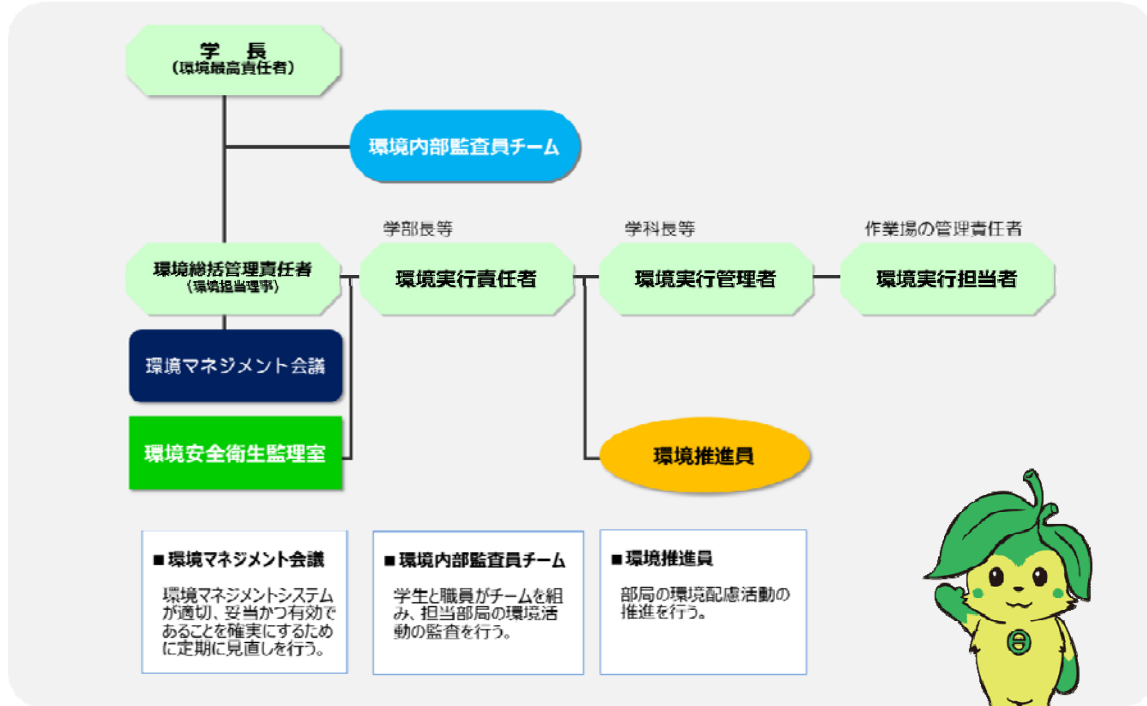 学 長
（環境最高責任者）
環境内部監査員チーム
学部長等
学科長等
作業場の管理責任者
環境総括管理責任者
（環境担当理事）
環境実行責任者
環境実行管理者
環境実行担当者
環境マネジメント会議
環境安全衛生監理室
環境推進員
■環境マネジメント会議
環境マネジメントシステム
が適切、妥当かつ有効で
あることを確実にするため
に定期に見直しを行う。
■環境内部監査員チーム
学生と職員がチームを組
み、担当部局の環境活
動の監査を行う。
■環境推進員
部局の環境配慮活動の
推進を行う。